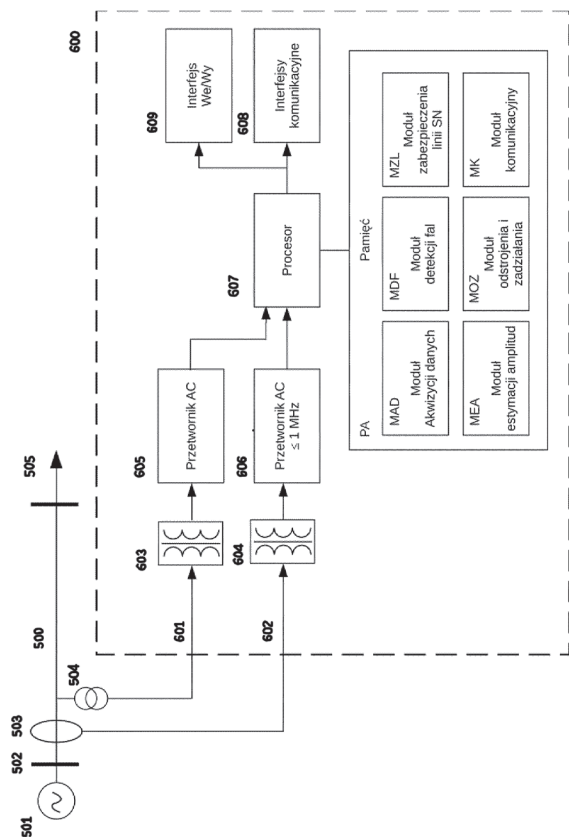 501
502
503
504
500
505
600
601
602
603
604
605
Przetwornik AC
606
Przetwornik AC
≤ 1 MHz
607
Procesor
609
Interfejs
We/Wy
608
Interfejsy
komunikacyjne
PA
Pamięć
MAD
Moduł
Akwizycji danych
MDF
Moduł
detekcji fal
MZL
Moduł
zabezpieczenia
linii SN
MEA
Moduł
estymacji amplitud
MOZ
Moduł
odstrojenia i
zadziałania
MK
Moduł
komunikacyjny